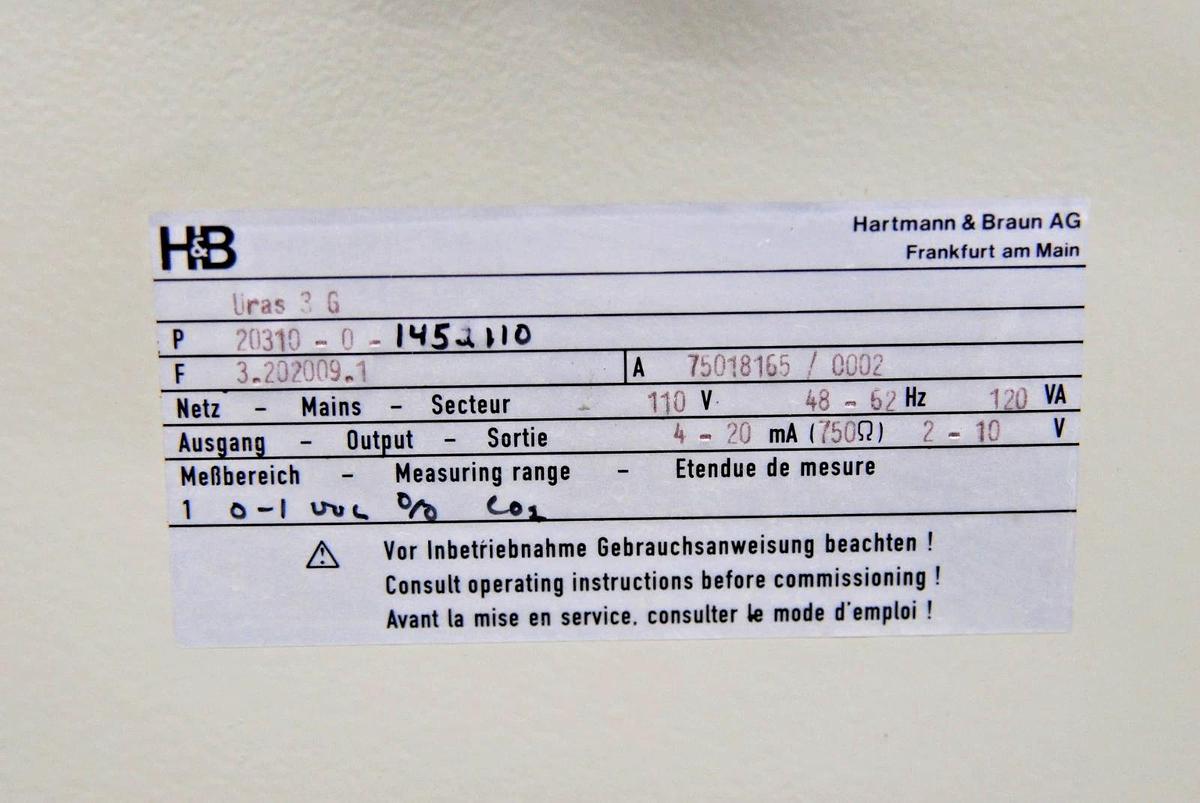 H&B
Hartmann & Braun AG
Frankfurt am Main
Uras 3 G
P 20310 - 0 - 1452110
F 3.202009.1 A 75018165 / 0002
Netz - Mains - Secteur 110 V 48 - 62 Hz 120 VA
Ausgang - Output - Sortie 4 - 20 mA (750Ω) 2 - 10 V
Meßbereich - Measuring range - Etendue de mesure
1 0-1 % CO2
Vor Inbetriebnahme Gebrauchsanweisung beachten !
Consult operating instructions before commissioning !
Avant la mise en service, consulter le mode d'emploi !